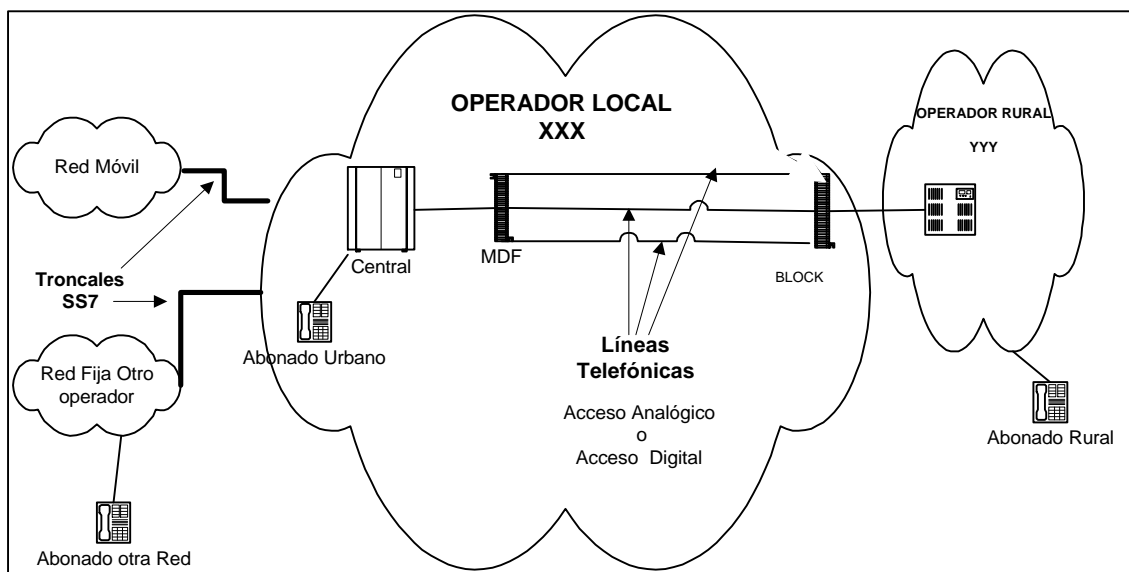 OPERADOR LOCAL
XXX
OPERADOR RURAL
YYY
Red Móvil
Troncales
SS7
Central
MDF
BLOCK
Abonado Urbano
Líneas
Telefónicas
Acceso Analógico
o
Acceso Digital
Red Fija Otro
operador
Abonado Rural
Abonado otra Red